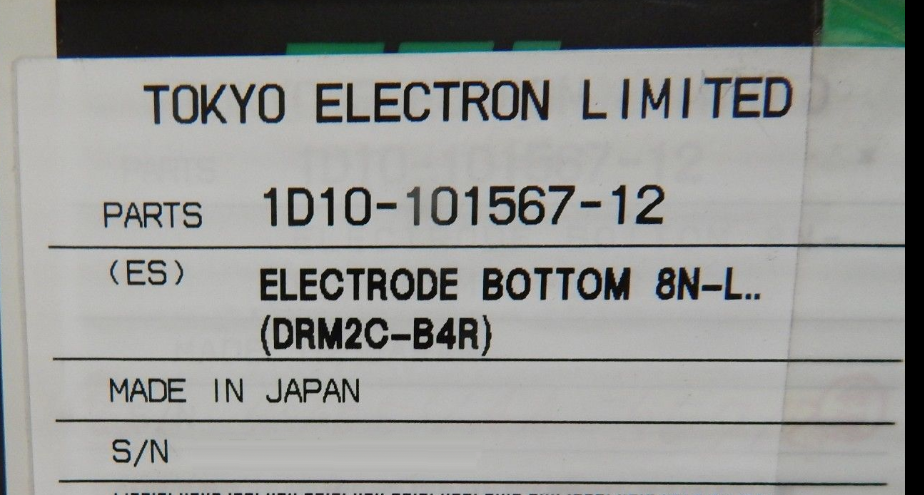 TOKYO ELECTRON LIMITED
PARTS 1D10-101567-12
(ES) ELECTRODE BOTTOM 8N-L..
(DRM2C-B4R)
MADE IN JAPAN
S/N